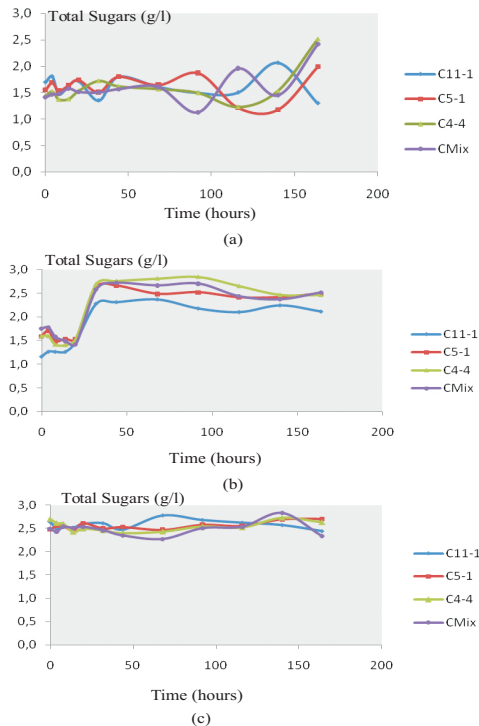 Total Sugars (g/l)
3,0
2,5
2,0
1,5
1,0
0,5
0,0
0 50 100 150 200
Time (hours)
C11-1
C5-1
C4-4
CMix
(a)
Total Sugars (g/l)
3,0
2,5
2,0
1,5
1,0
0,5
0,0
0 50 100 150 200
Time (hours)
C11-1
C5-1
C4-4
CMix
(b)
Total Sugars (g/l)
3,0
2,5
2,0
1,5
1,0
0,5
0,0
0 50 100 150 200
Time (hours)
C11-1
C5-1
C4-4
CMix
(c)